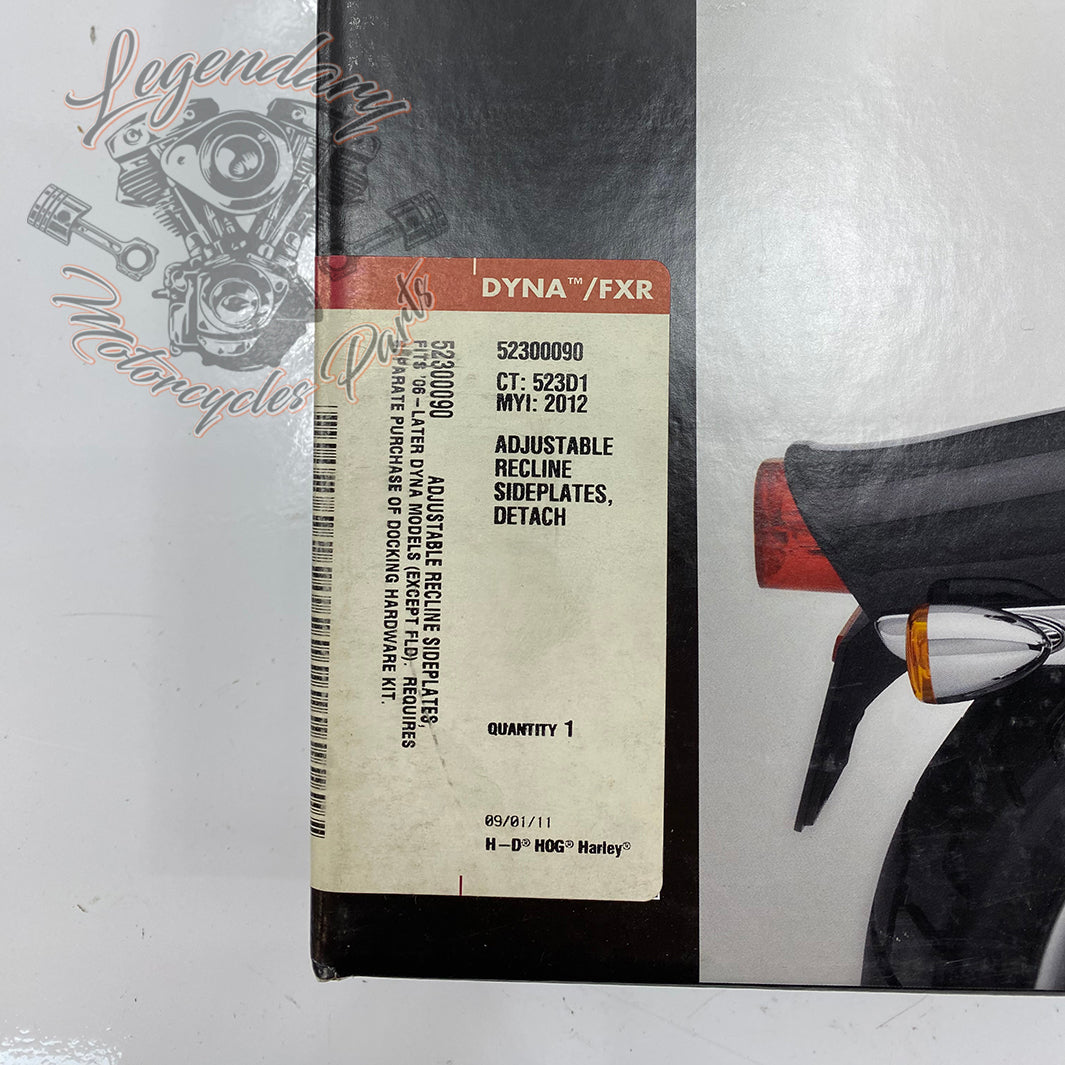 Legendary
Motorcycles Parts
DYNA™/FXR
52300090
CT: 523D1
MYI: 2012
ADJUSTABLE
RECLINE
SIDEPLATES,
DETACH
QUANTITY 1
09/01/11
H-D® HOG® Harley®
52300090 ADJUSTABLE RECLINE SIDEPLATES,
FITS '06-LATER DYNA MODELS (EXCEPT FLD). REQUIRES
SEPARATE PURCHASE OF DOCKING HARDWARE KIT.